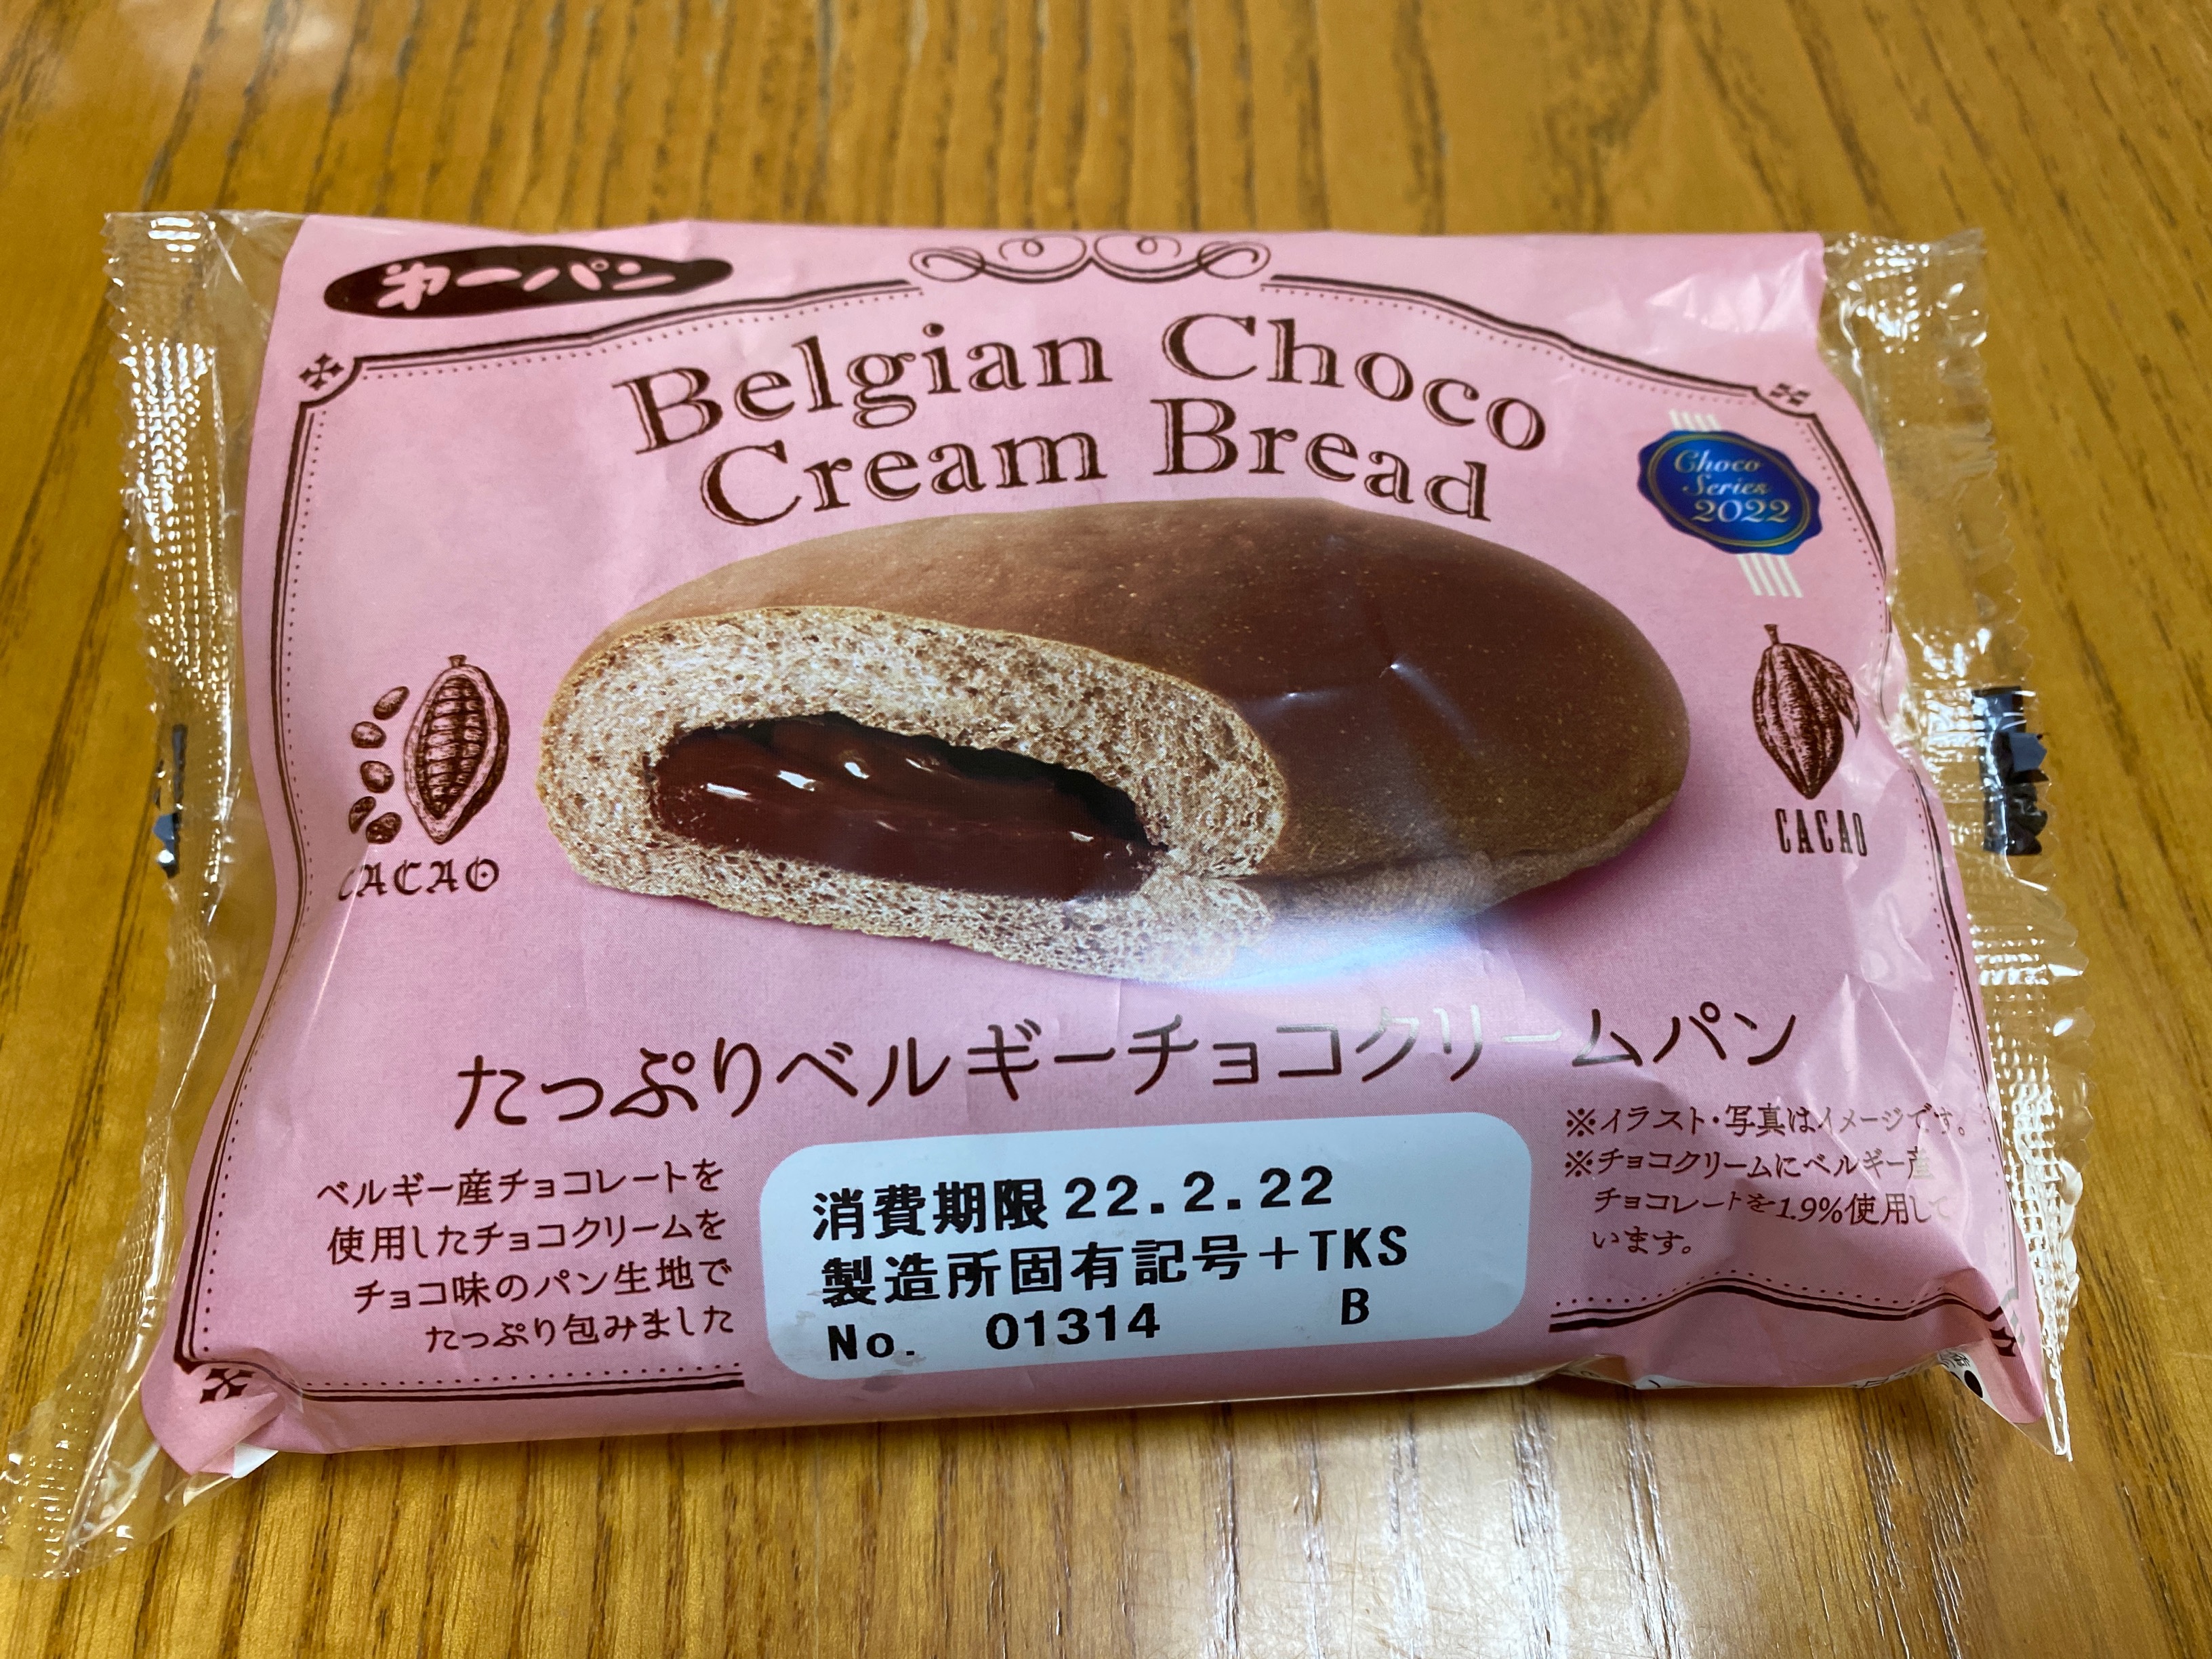 第一パン
Belgian Choco
Cream Bread
Choco
Series
2022
CACAO
CACAO
たっぷりベルギーチョコクリームパン
ベルギー産チョコレートを
使用したチョコクリームを
チョコ味のパン生地で
たっぷり包みました
消費期限 22.2.22
製造所固有記号+TKS
No. 01314 B
※イラスト・写真はイメージです。
※チョコクリームにベルギー産
チョコレートを1.9%使用して
います。